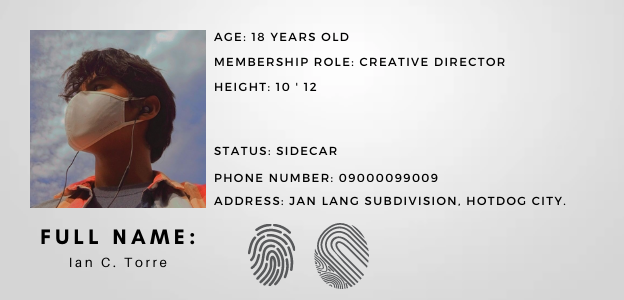 AGE: 18 YEARS OLD
MEMBERSHIP ROLE: CREATIVE DIRECTOR
HEIGHT: 10 ' 12
STATUS: SIDECAR
PHONE NUMBER: 09000099009
ADDRESS: JAN LANG SUBDIVISION, HOTDOG CITY.
FULL NAME:
Ian C. Torre